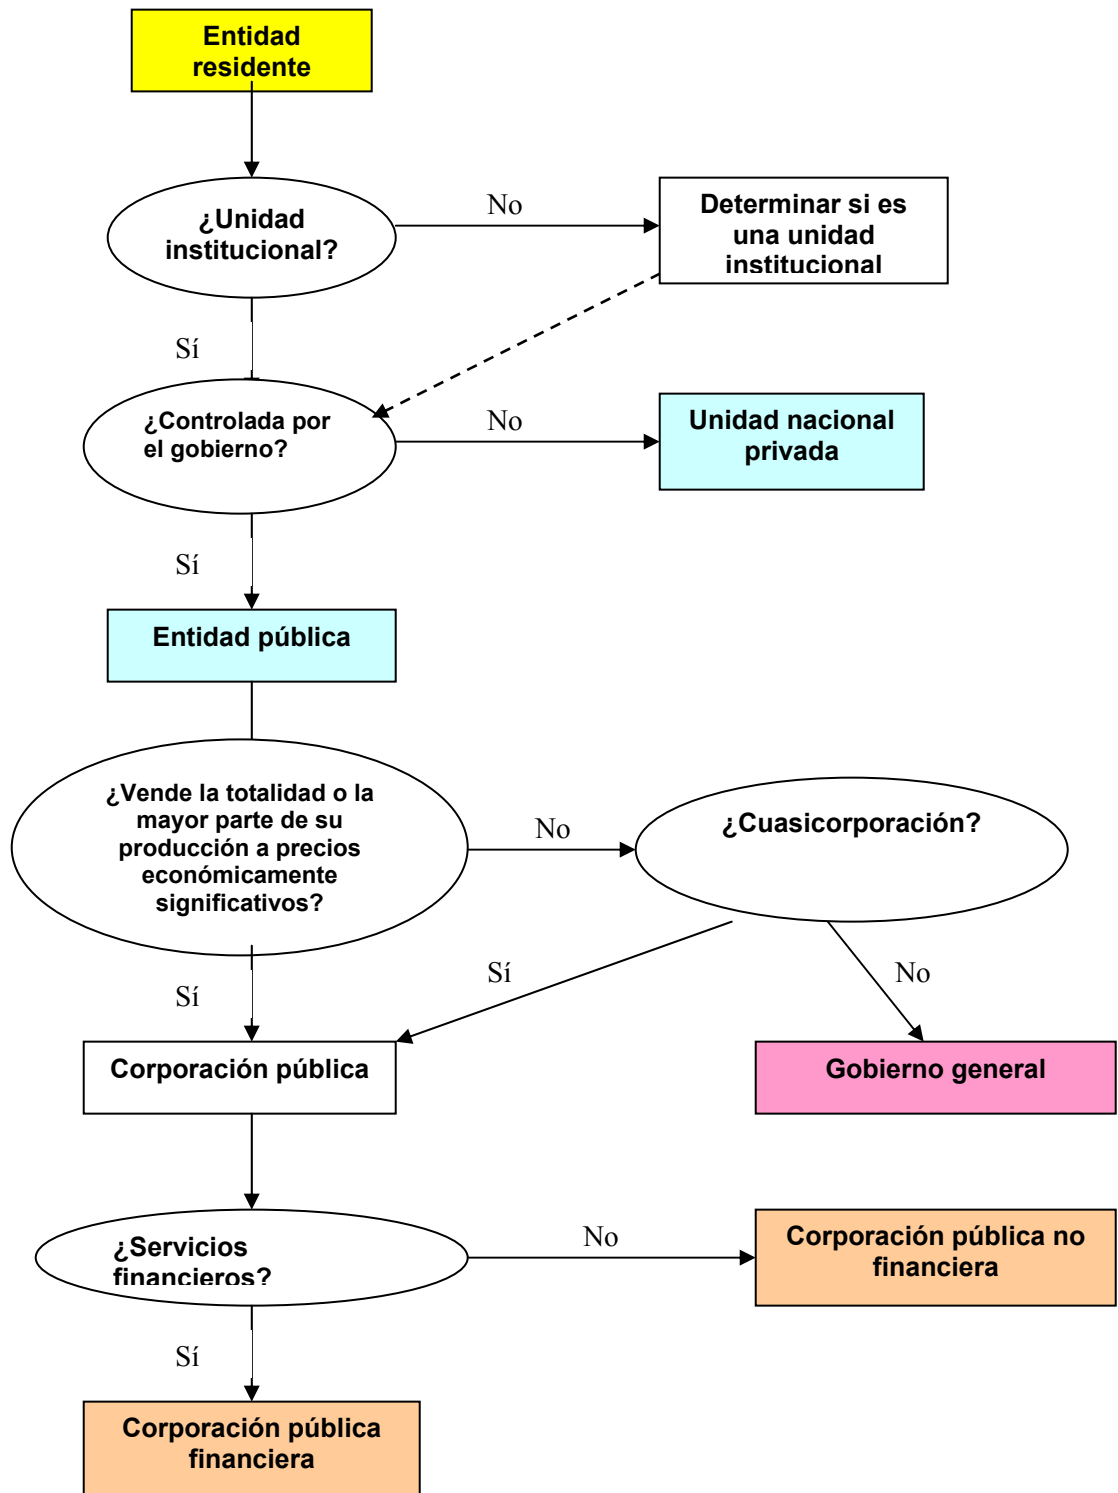 Entidad
residente
¿Unidad
institucional?
No
Determinar si es
una unidad
institucional
Sí
¿Controlada por
el gobierno?
No
Unidad nacional
privada
Sí
Entidad pública
¿Vende la totalidad o la
mayor parte de su
producción a precios
económicamente
significativos?
No
¿Cuasicorporación?
Sí
Sí
No
Corporación pública
Gobierno general
¿Servicios
financieros?
No
Corporación pública no
financiera
Sí
Corporación pública
financiera